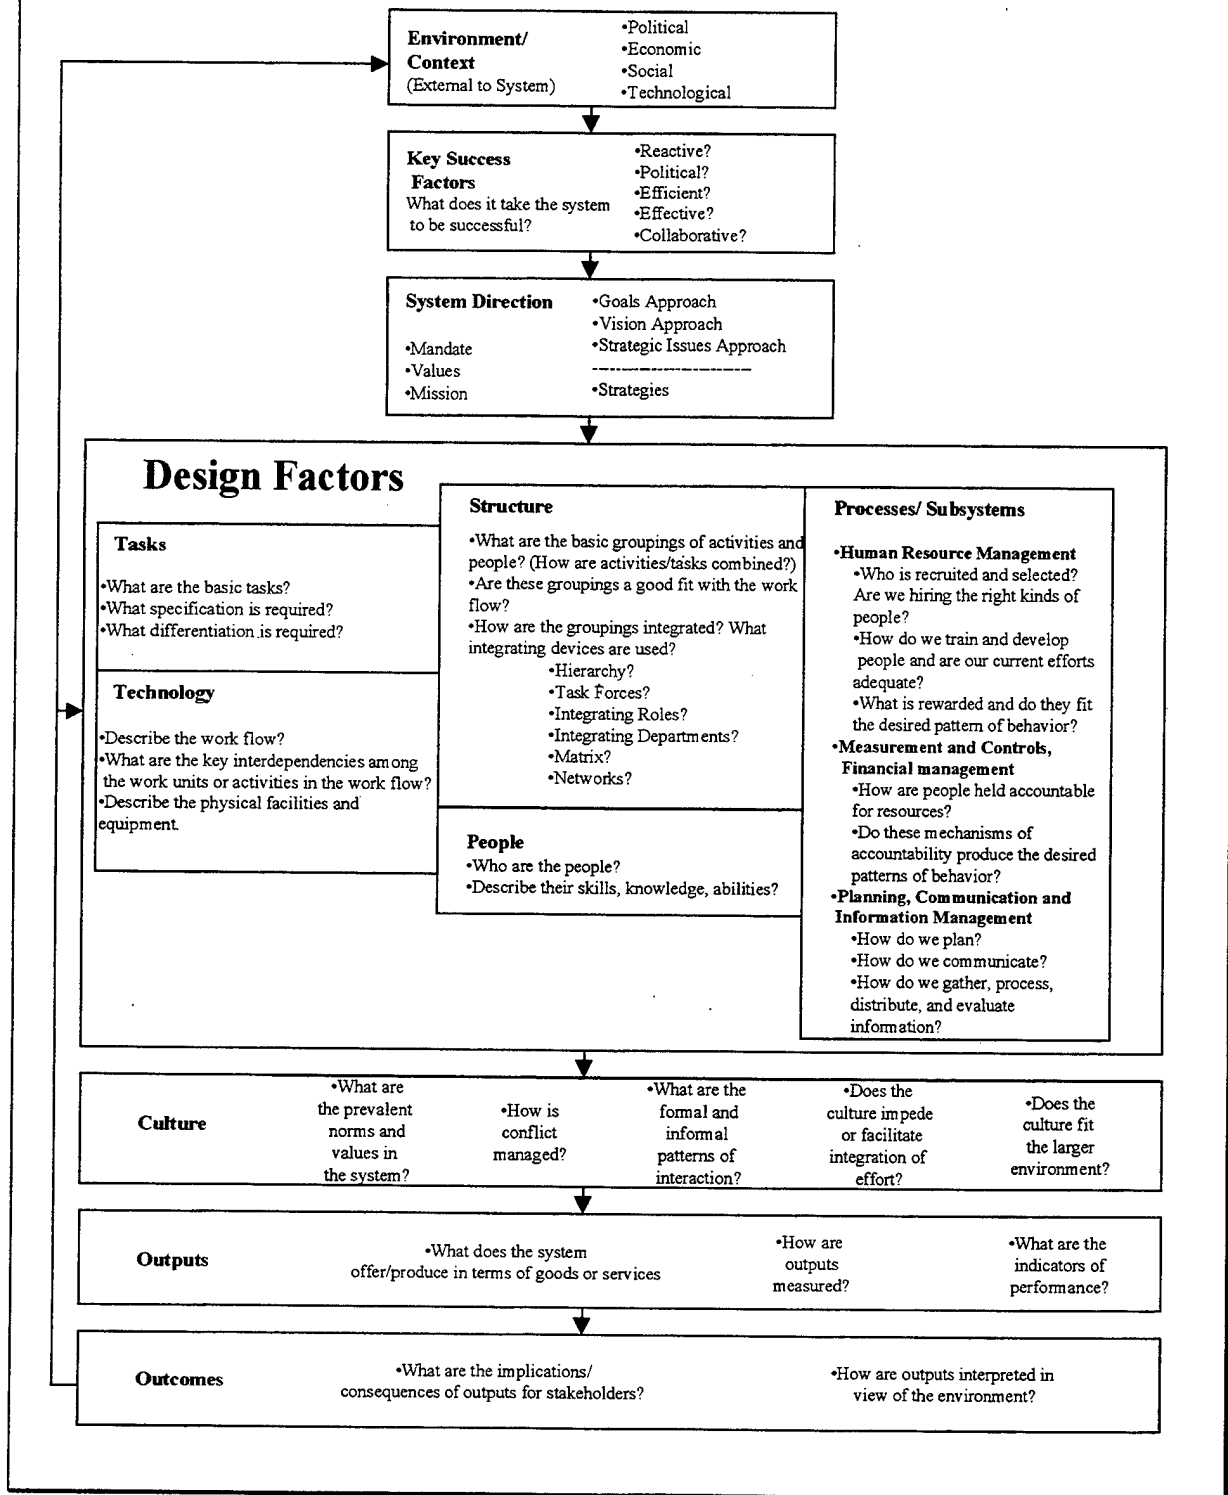 Environment/
Context
(External to System)
•Political
•Economic
•Social
•Technological
Key Success
Factors
What does it take the system
to be successful?
•Reactive?
•Political?
•Efficient?
•Effective?
•Collaborative?
System Direction
•Mandate
•Values
•Mission
•Goals Approach
•Vision Approach
•Strategic Issues Approach
----------------------
•Strategies
Design Factors
Tasks
•What are the basic tasks?
•What specification is required?
•What differentiation is required?
Technology
•Describe the work flow?
•What are the key interdependencies among
the work units or activities in the work flow?
•Describe the physical facilities and
equipment.
Structure
•What are the basic groupings of activities and
people? (How are activities/tasks combined?)
•Are these groupings a good fit with the work
flow?
•How are the groupings integrated? What
integrating devices are used?
•Hierarchy?
•Task Forces?
•Integrating Roles?
•Integrating Departments?
•Matrix?
•Networks?
People
•Who are the people?
•Describe their skills, knowledge, abilities?
Processes/ Subsystems
•Human Resource Management
•Who is recruited and selected?
Are we hiring the right kinds of
people?
•How do we train and develop
people and are our current efforts
adequate?
•What is rewarded and do they fit
the desired pattern of behavior?
•Measurement and Controls,
Financial management
•How are people held accountable
for resources?
•Do these mechanisms of
accountability produce the desired
patterns of behavior?
•Planning, Communication and
Information Management
•How do we plan?
•How do we communicate?
•How do we gather, process,
distribute, and evaluate
information?
Culture
•What are
the prevalent
norms and
values in
the system?
•How is
conflict
managed?
•What are the
formal and
informal
patterns of
interaction?
•Does the
culture impede
or facilitate
integration of
effort?
•Does the
culture fit
the larger
environment?
Outputs
•What does the system
offer/produce in terms of goods or services
•How are
outputs
measured?
•What are the
indicators of
performance?
Outcomes
•What are the implications/
consequences of outputs for stakeholders?
•How are outputs interpreted in
view of the environment?